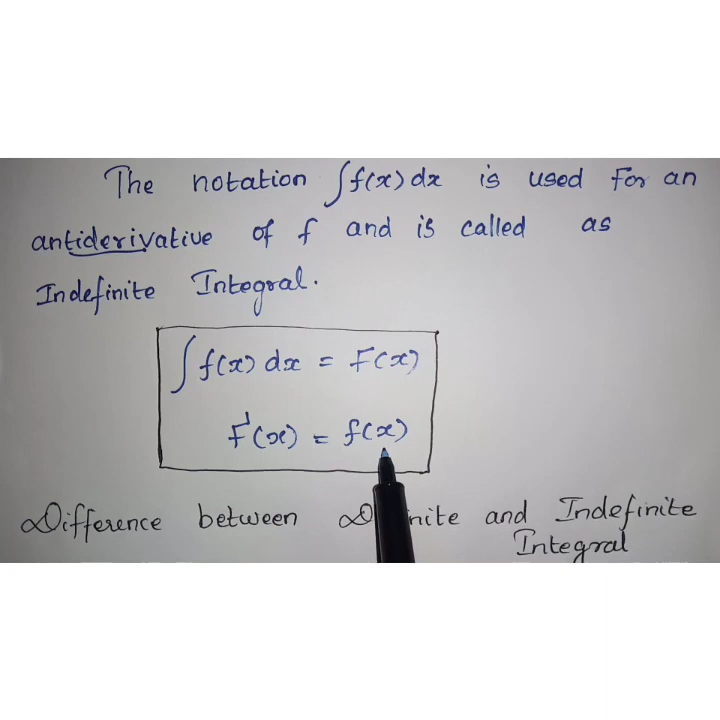 The notation ∫f(x) dx is used for an
antiderivative of f and is called as
Indefinite Integral.
∫ f(x) dx = F(x)
F'(x) = f(x)
Difference between and Indefinite
Integral